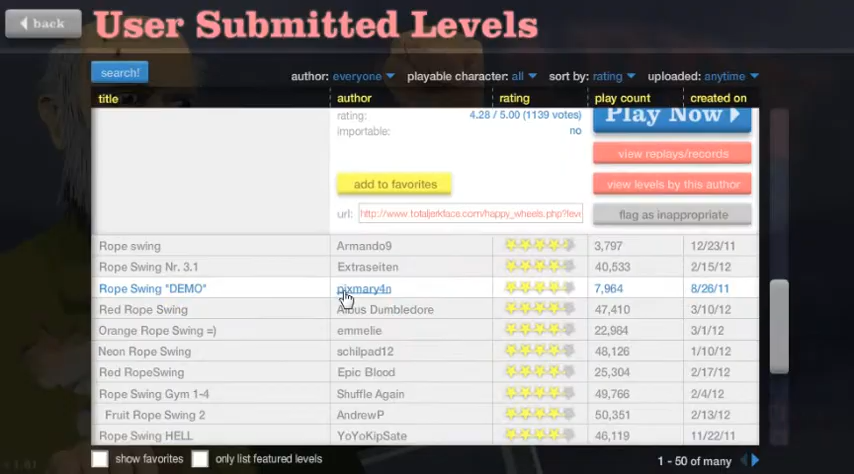 back
User Submitted Levels
search!
author: everyone playable character: all sort by: rating uploaded: anytime
title author rating play count created on
rating: 4.28 / 5.00 (1139 votes)
importable: no
Play Now
view replays/records
add to favorites
view levels by this author
url: http://www.totaljerkface.com/happy_wheels.php?leve
flag as inappropriate
Rope swing Armando9 3,797 12/23/11
Rope Swing Nr. 3.1 Extraseiten 40,533 2/15/12
Rope Swing "DEMO" pixmary4n 7,964 8/26/11
Red Rope Swing Albus Dumbledore 47,410 3/10/12
Orange Rope Swing =) emmelie 22,984 3/1/12
Neon Rope Swing schilpad12 48,126 1/10/12
Red RopeSwing Epic Blood 25,304 2/17/12
Rope Swing Gym 1-4 Shuffle Again 49,766 2/4/12
Fruit Rope Swing 2 AndrewP 50,351 2/13/12
Rope Swing HELL YoYoKipSate 46,119 11/22/11
show favorites only list featured levels 1 - 50 of many